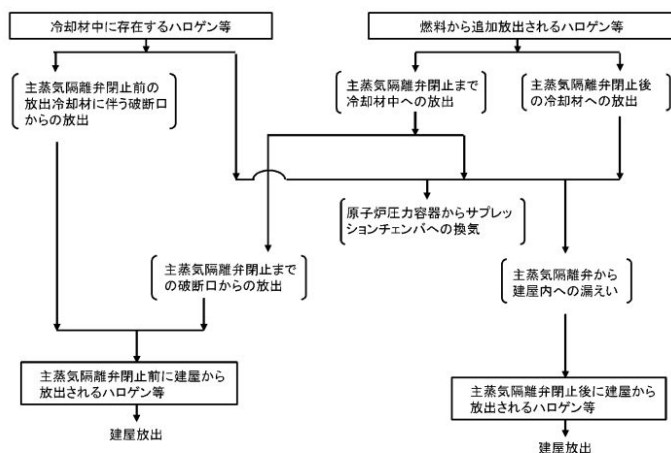 冷却材中に存在するハロゲン等
燃料から追加放出されるハロゲン等
主蒸気隔離弁閉止前の
放出冷却材に伴う破断口
からの放出
主蒸気隔離弁閉止まで
冷却材中への放出
主蒸気隔離弁閉止後
の冷却材への放出
原子炉圧力容器からサプレッ
ションチェンバへの換気
主蒸気隔離弁閉止まで
の破断口からの放出
主蒸気隔離弁から
建屋内への漏えい
主蒸気隔離弁閉止前に建屋から
放出されるハロゲン等
主蒸気隔離弁閉止後に建屋から
放出されるハロゲン等
建屋放出
建屋放出